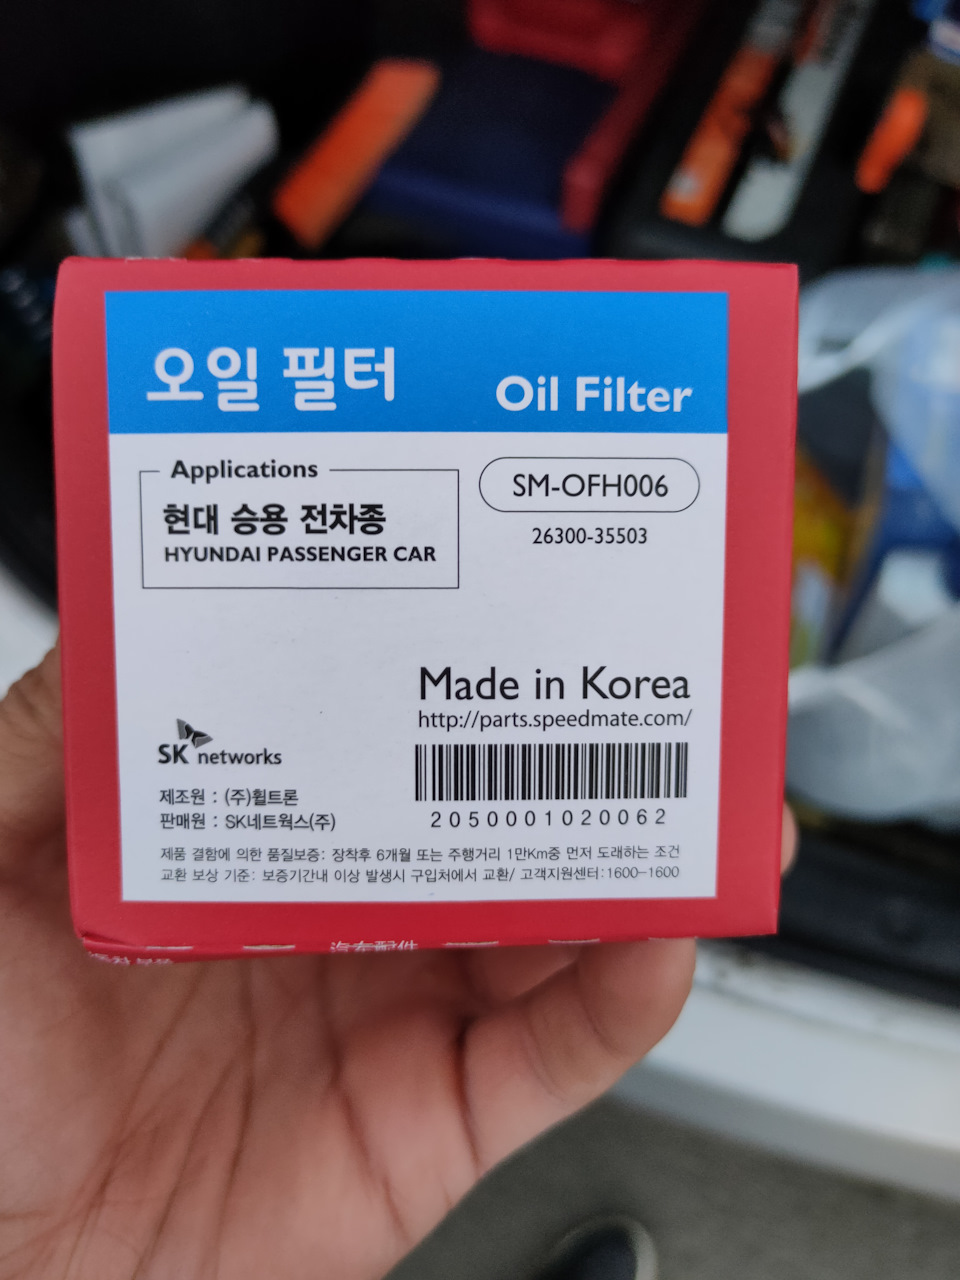 오일 필터
Oil Filter
Applications
현대 승용 전차종
HYUNDAI PASSENGER CAR
SM-OFH006
26300-35503
Made in Korea
http://parts.speedmate.com/
SK networks
2050001020062
제조원 : (주)휠트론
판매원 : SK네트웍스(주)
제품 결함에 의한 품질보증: 장착후 6개월 또는 주행거리 1만Km중 먼저 도래하는 조건
교환 보상 기준: 보증기간내 이상 발생시 구입처에서 교환/ 고객지원센터:1600-1600
汽车配件